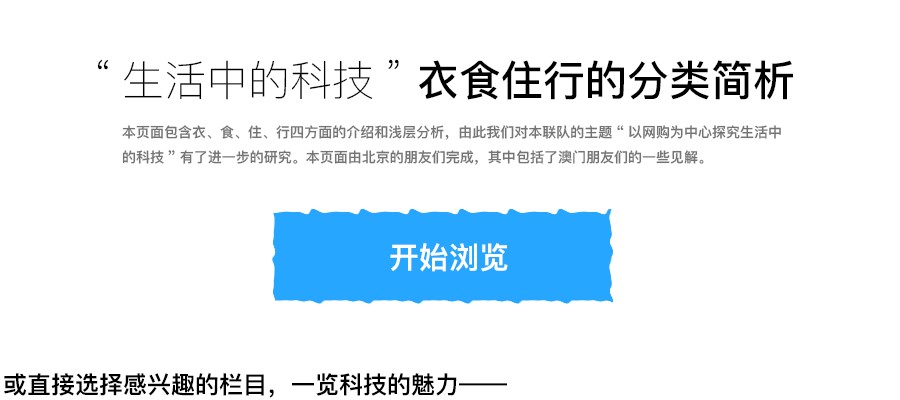 “生活中的科技”衣食住行的分类简析
本页面包含衣、食、住、行四方面的介绍和浅层分析，由此我们对本联队的主题“以网购为中心探究生活中
的科技”有了进一步的研究。本页面由北京的朋友们完成，其中包括了澳门朋友们的一些见解。
开始浏览
或直接选择感兴趣的栏目，一览科技的魅力——